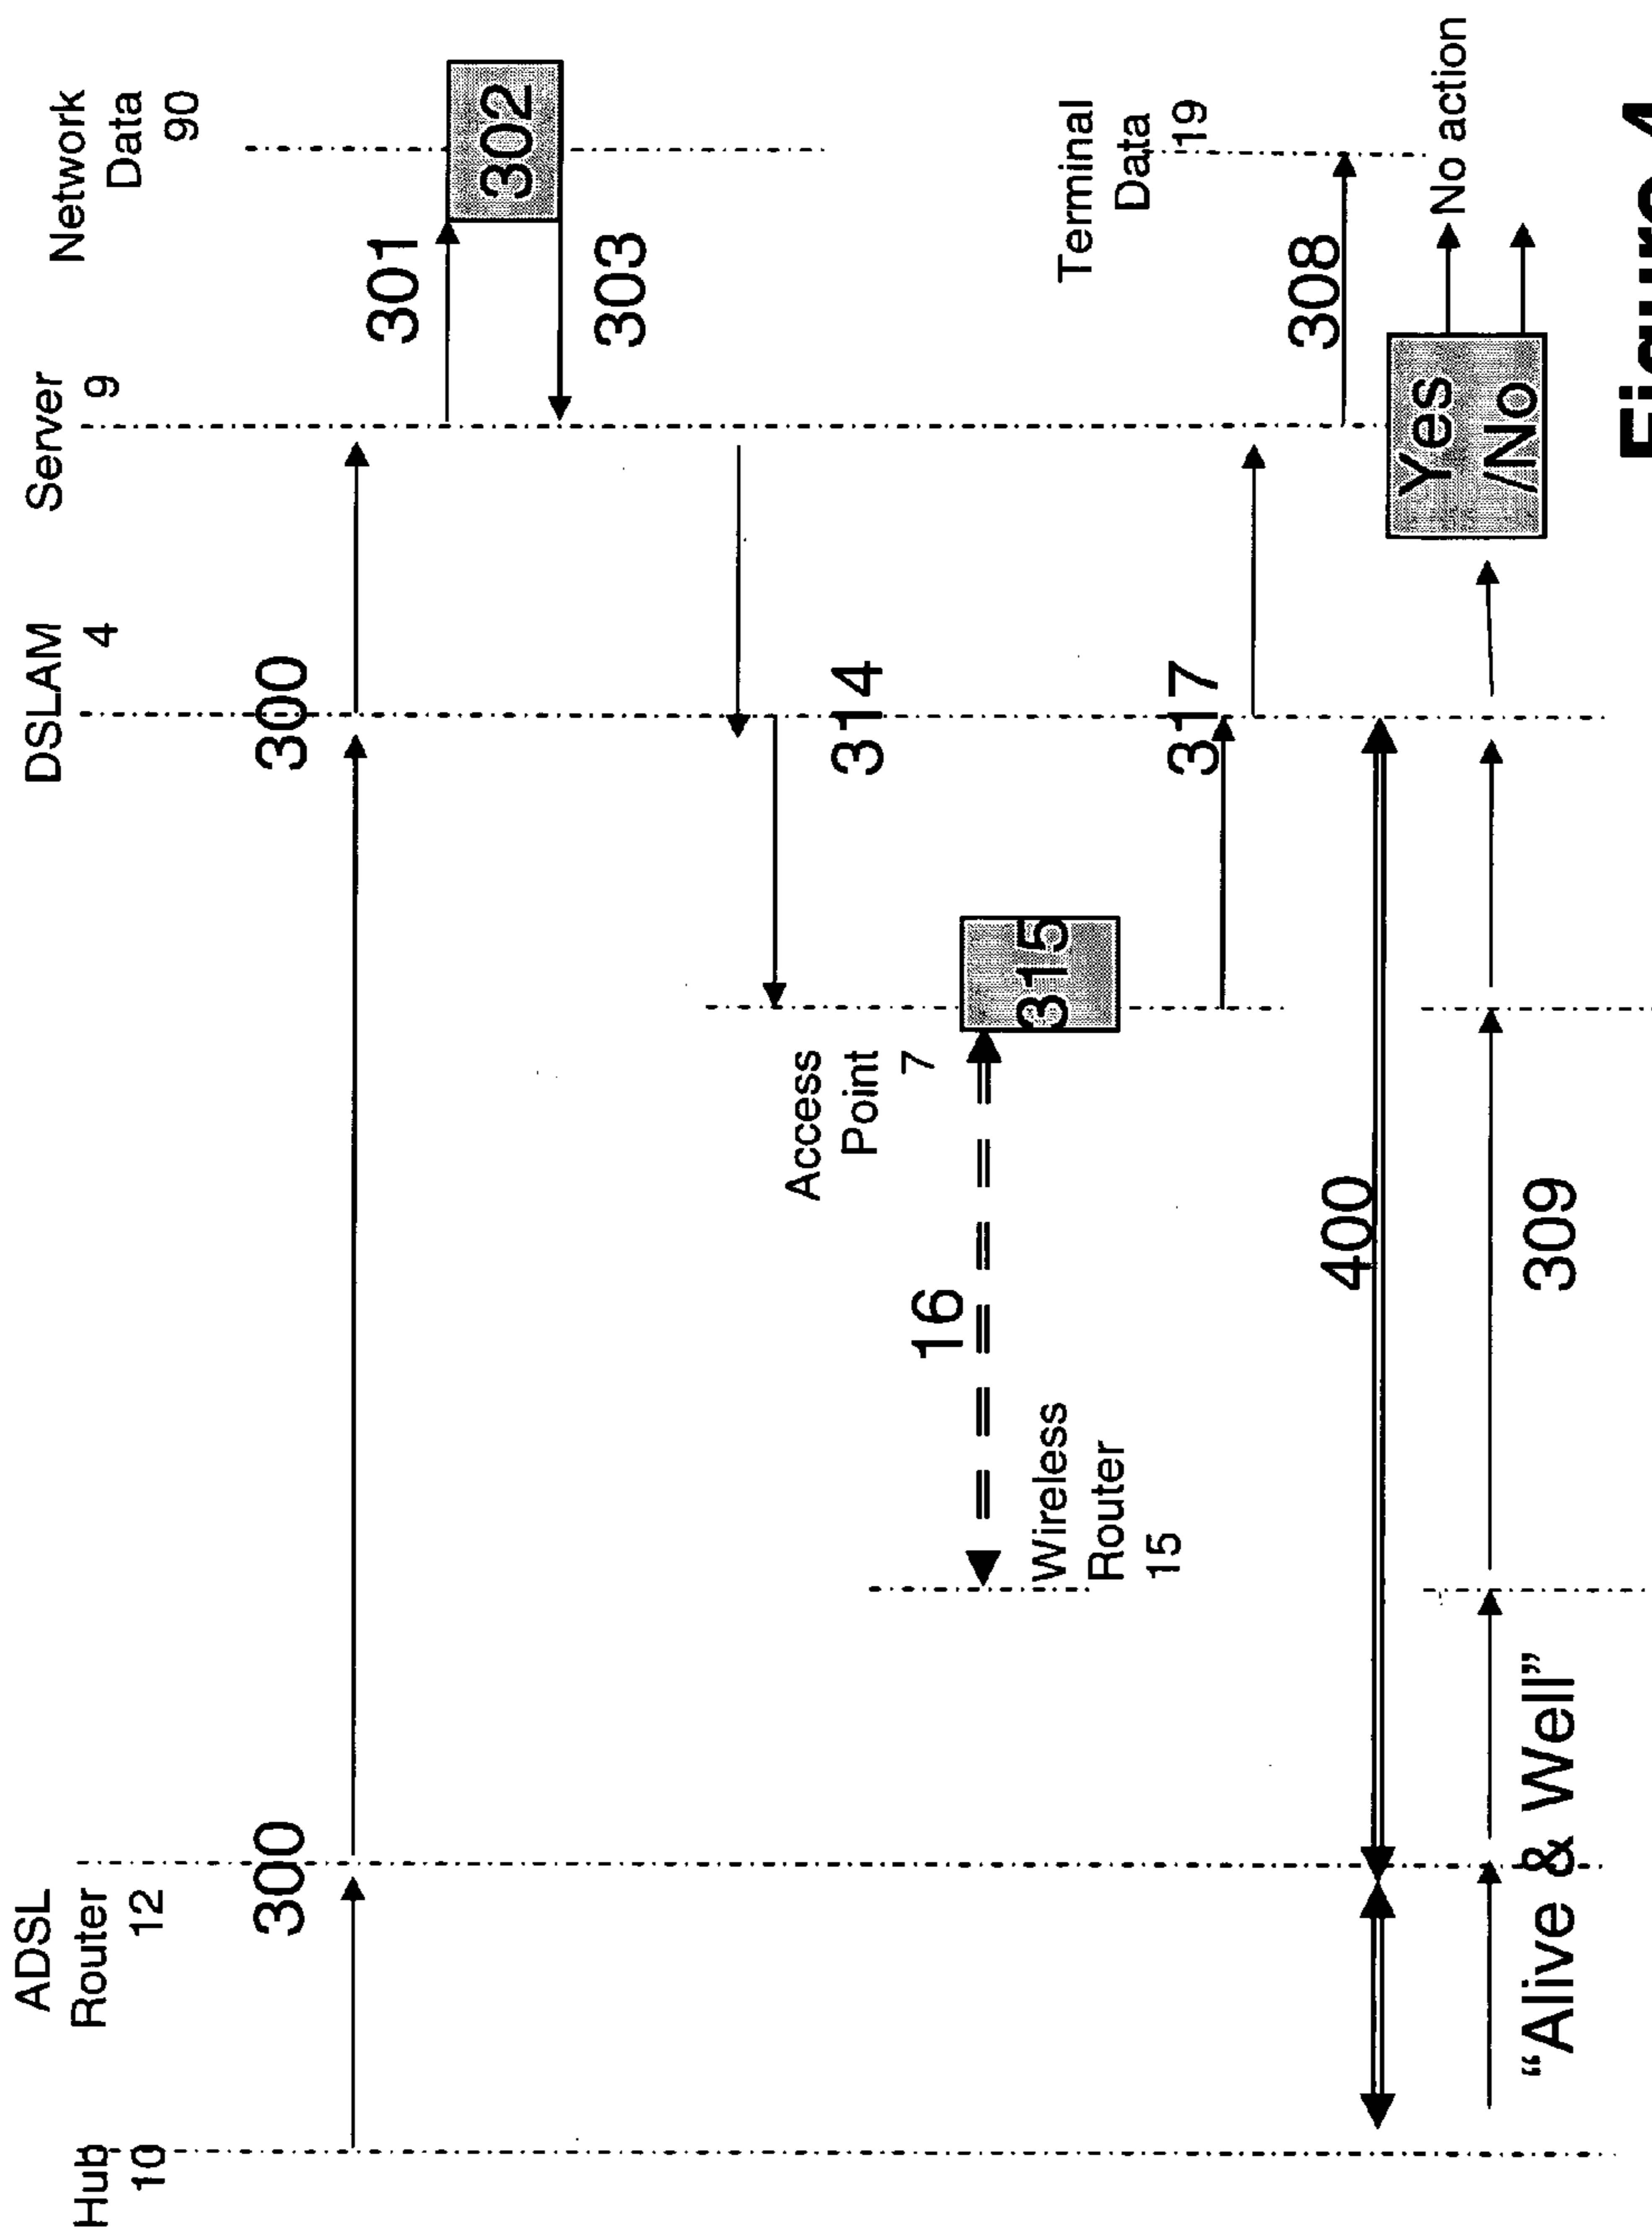 Hub
10
ADSL
Router
12
DSLAM
4
Server
9
Network
Data
90
300
300
301
302
303
314
Access
Point
7
315
16
Wireless
Router
15
317
Terminal
Data
19
308
400
"Alive & Well"
309
Yes
/No
No action
Figure 4